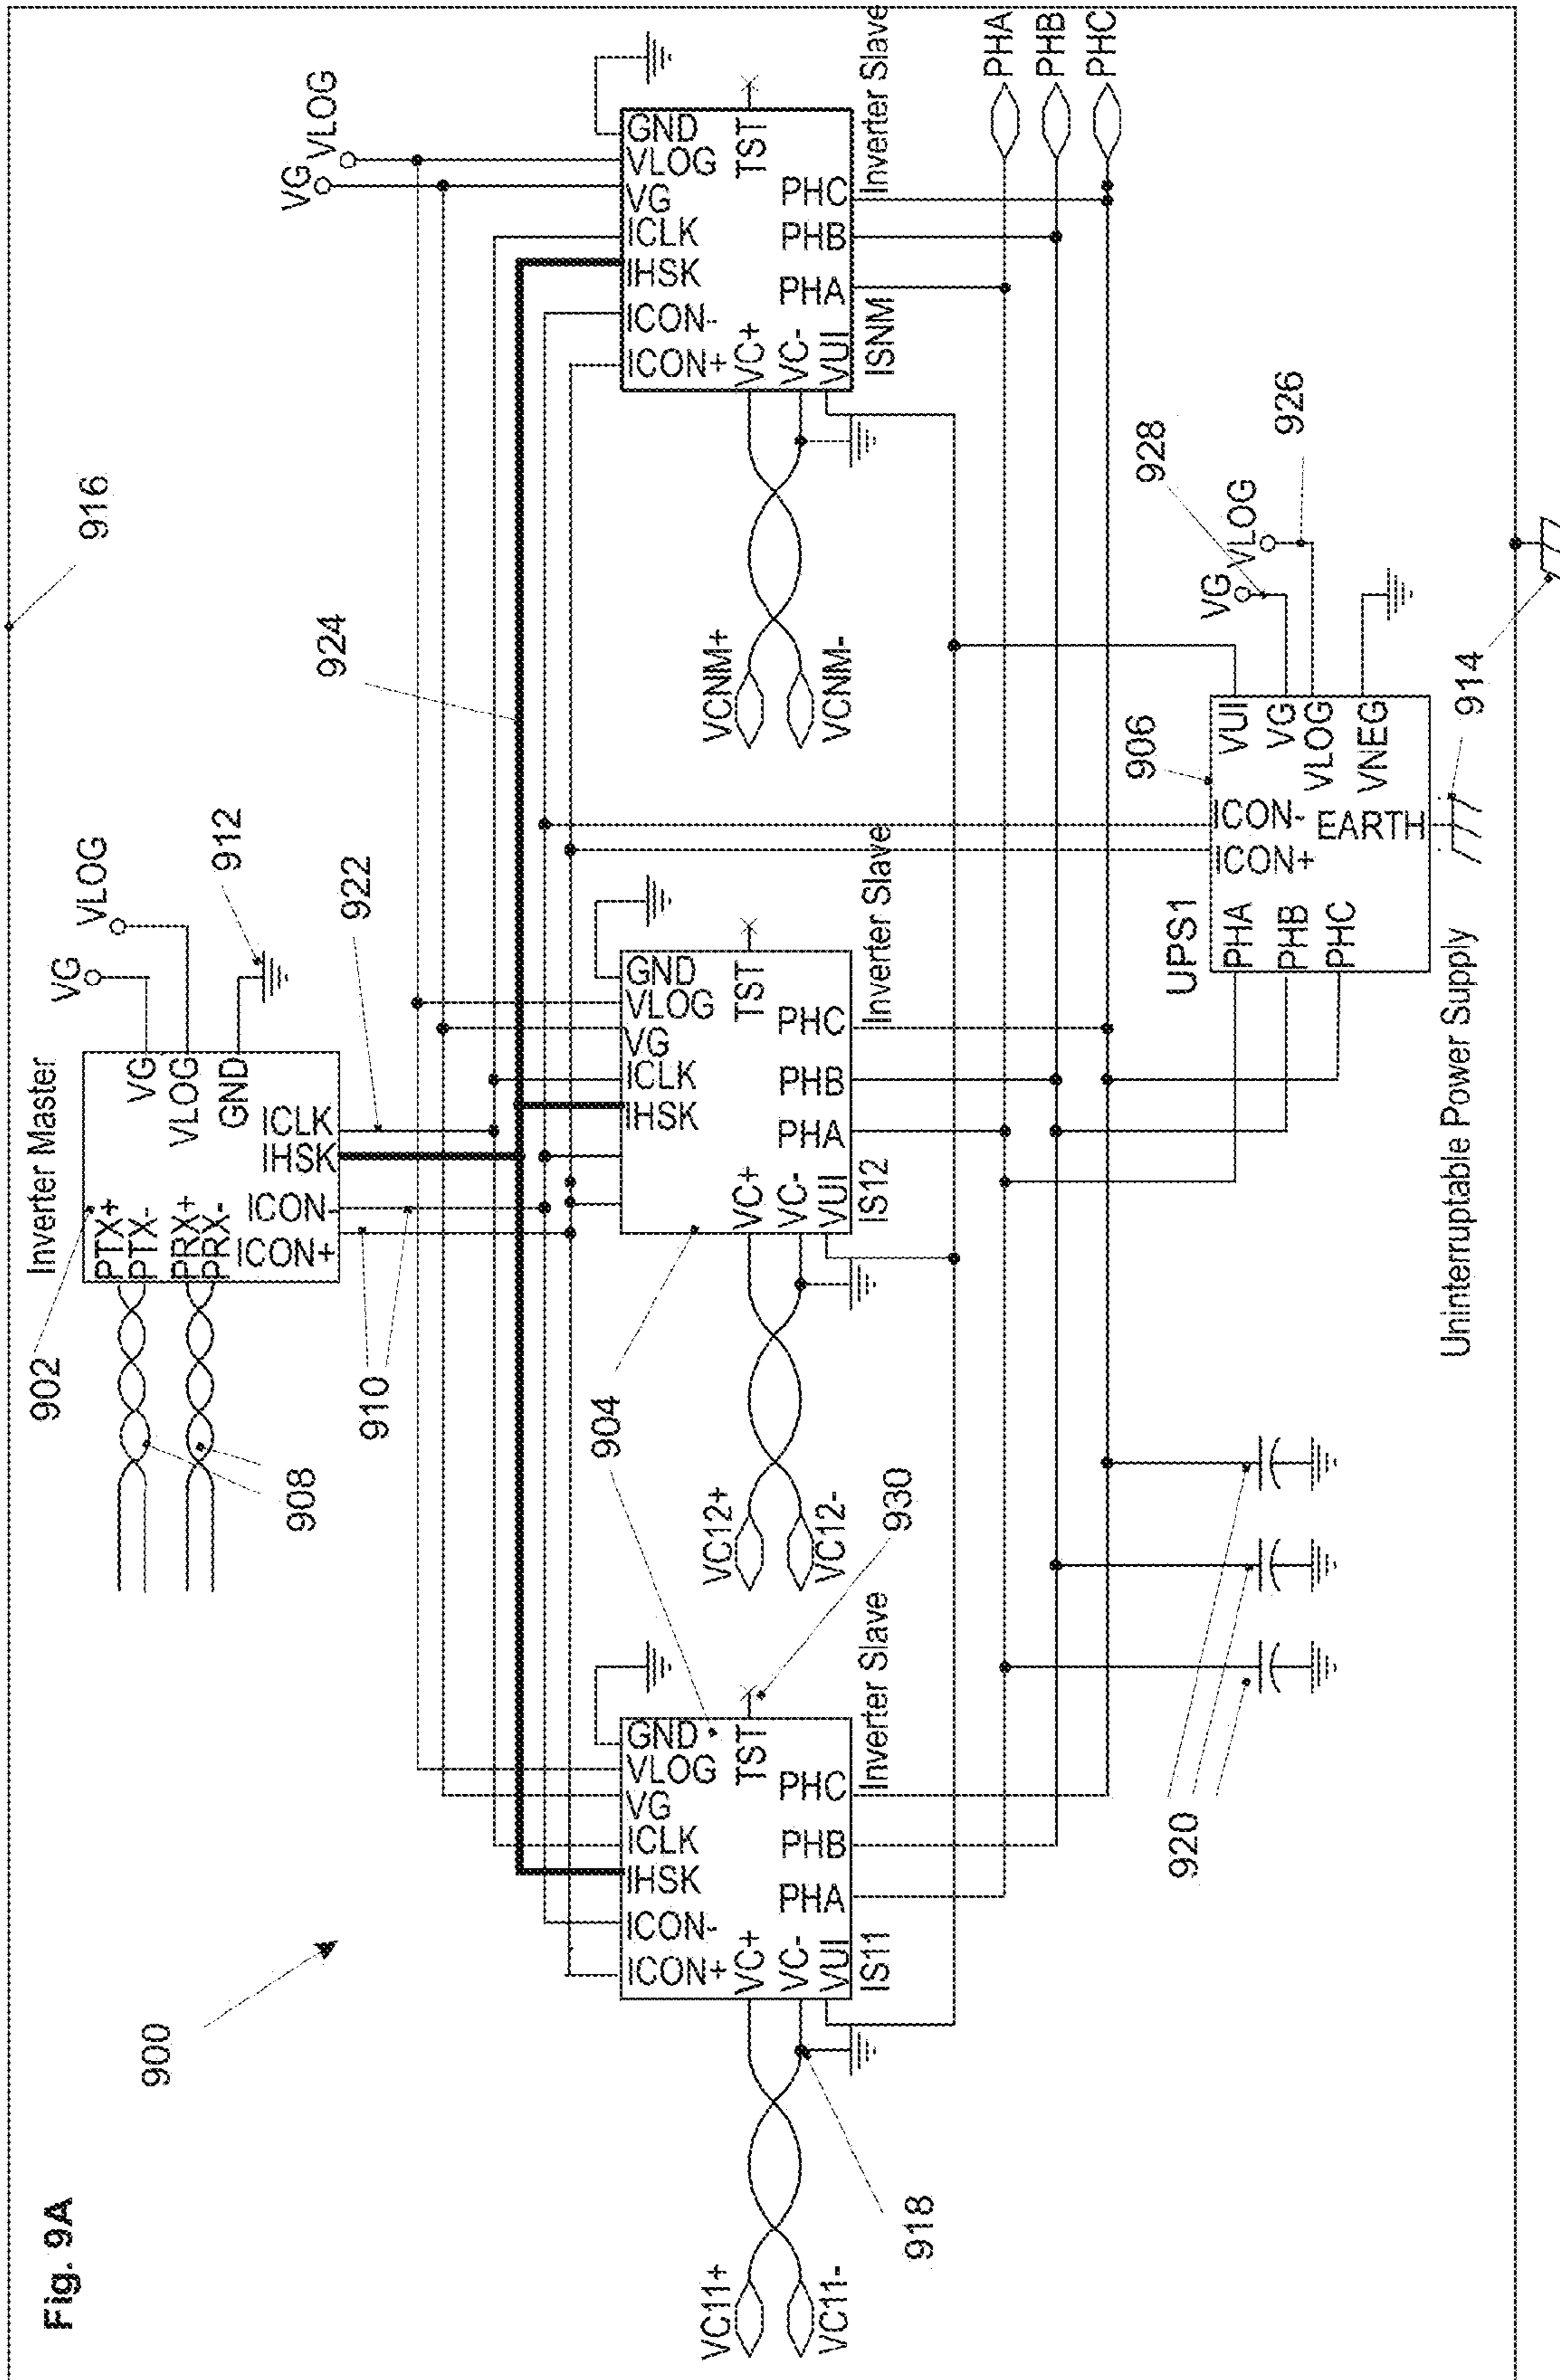 Fig. 9A
900
916
902
Inverter Master
PTX+
PTX-
PRX+
PRX-
VG
VLOG
GND
ICON+
ICON-
IHSK
ICLK
VG
VLOG
912
908
910
922
924
VG
VLOG
904
ICON+
ICON-
IHSK
ICLK
VG
VLOG
GND
VC+
VC-
VUI
TST
PHA
PHB
PHC
IS11
Inverter Slave
VC11+
VC11-
918
930
IHSK
ICLK
VG
VLOG
GND
VC+
VC-
VUI
TST
PHA
PHB
PHC
IS12
Inverter Slave
VC12+
VC12-
ICON+
ICON-
IHSK
ICLK
VG
VLOG
GND
VC+
VC-
VUI
TST
PHA
PHB
PHC
ISNM
Inverter Slave
VCNM+
VCNM-
PHA
PHB
PHC
920
UPS1
906
PHA
PHB
PHC
ICON+
ICON-
EARTH
VUI
VG
VLOG
VNEG
VG
VLOG
928
926
914
Uninterruptable Power Supply